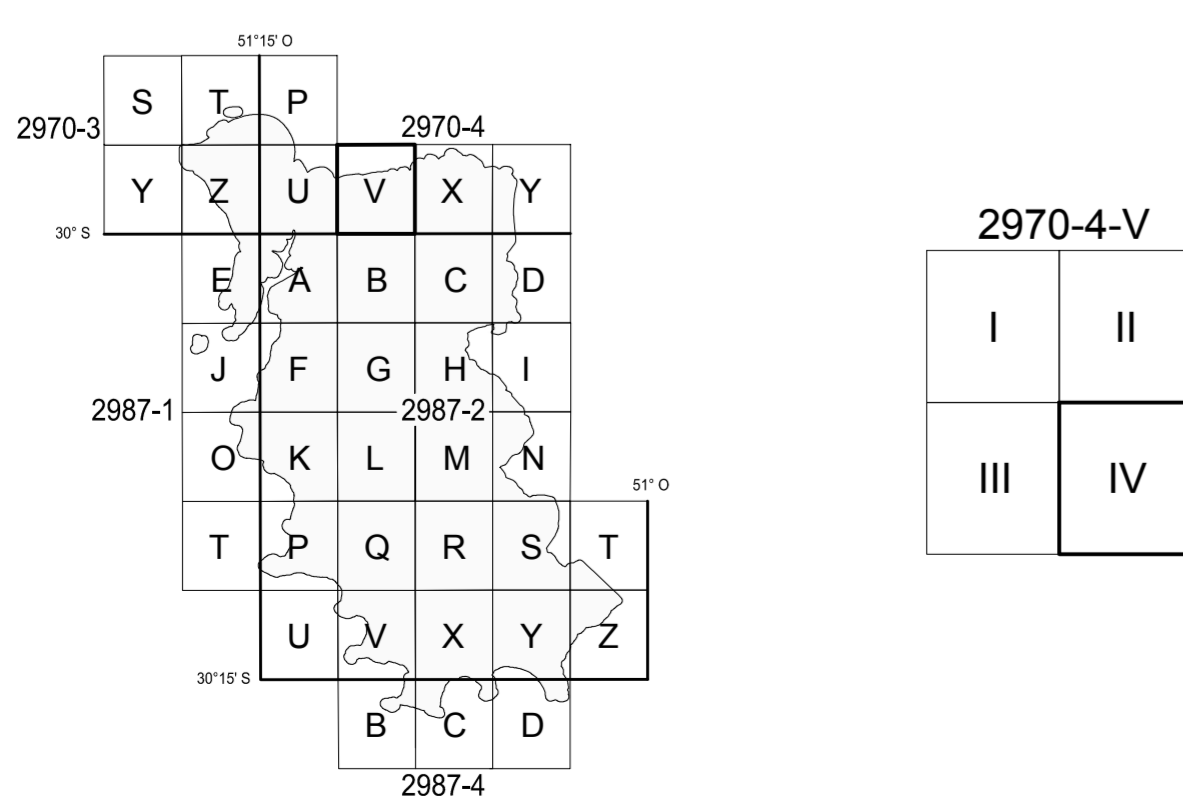 51°15' O
S T P
2970-3 2970-4
Y Z U V X Y
30° S
E A B C D
J F G H I
2987-1 2987-2
O K L M N
51° O
T P Q R S T
U V X Y Z
30°15' S
B C D
2987-4
2970-4-V
I II
III IV